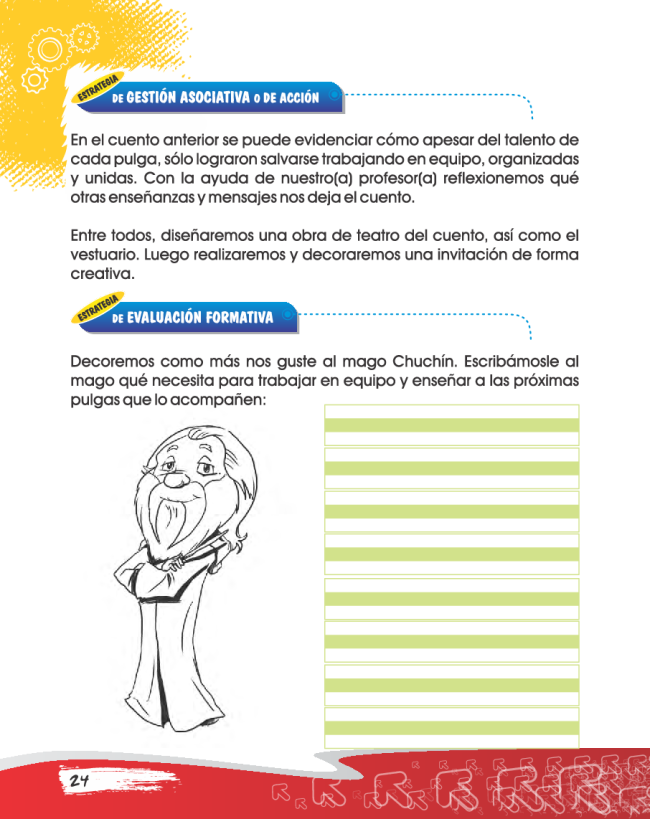 ESTRATEGIA
DE GESTIÓN ASOCIATIVA O DE ACCIÓN
En el cuento anterior se puede evidenciar cómo apesar del talento de
cada pulga, sólo lograron salvarse trabajando en equipo, organizadas
y unidas. Con la ayuda de nuestro(a) profesor(a) reflexionemos qué
otras enseñanzas y mensajes nos deja el cuento.
Entre todos, diseñaremos una obra de teatro del cuento, así como el
vestuario. Luego realizaremos y decoraremos una invitación de forma
creativa.
ESTRATEGIA
DE EVALUACIÓN FORMATIVA
Decoremos como más nos guste al mago Chuchín. Escribámosle al
mago qué necesita para trabajar en equipo y enseñar a las próximas
pulgas que lo acompañen:
24